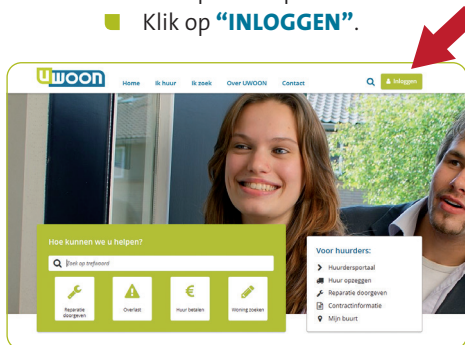 Klik op “INLOGGEN”.
uwoon
Home Ik huur Ik zoek Over UWOON Contact Inloggen
Hoe kunnen we u helpen?
Zoek op trefwoord
Reparatie doorgeven
Overlast
Huur betalen
Woning zoeken
Voor huurders:
Huurdersportaal
Huur opzeggen
Reparatie doorgeven
Contractinformatie
Mijn buurt